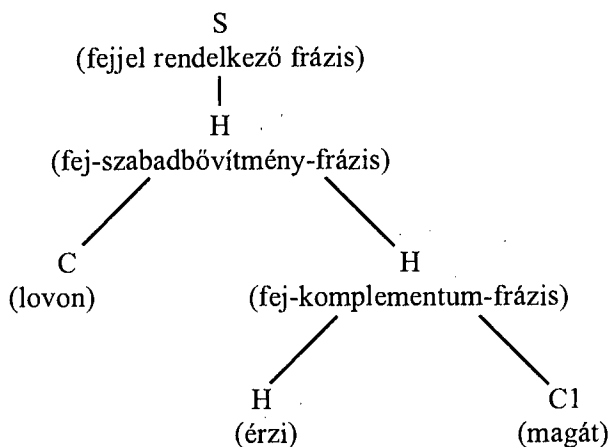 S
(fejjel rendelkező frázis)
H
(fej-szabadbővítmény-frázis)
C
(lovon)
H
(fej-komplementum-frázis)
H
(érzi)
C1
(magát)